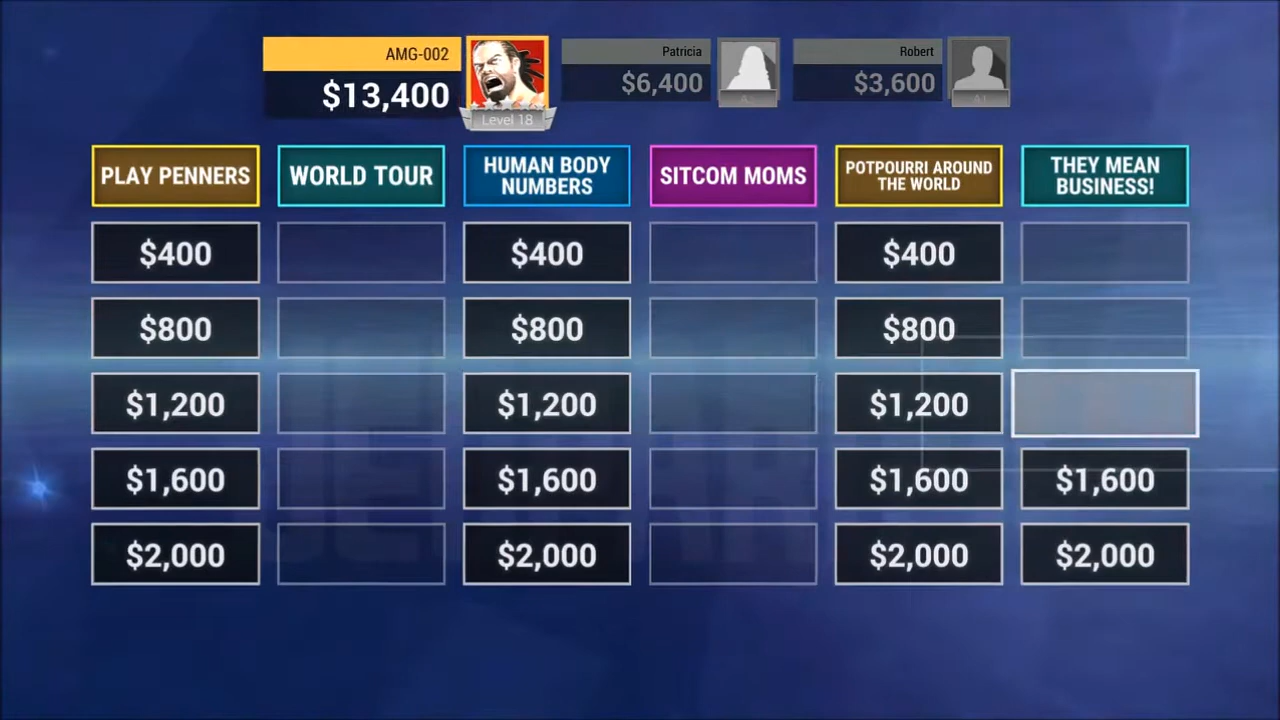 AMG-002
$13,400
Level 18
Patricia
$6,400
Robert
$3,600
PLAY PENNERS
WORLD TOUR
HUMAN BODY
NUMBERS
SITCOM MOMS
POTPOURRI AROUND
THE WORLD
THEY MEAN
BUSINESS!
$400 $400 $400
$800 $800 $800
$1,200 $1,200 $1,200
$1,600 $1,600 $1,600 $1,600
$2,000 $2,000 $2,000 $2,000